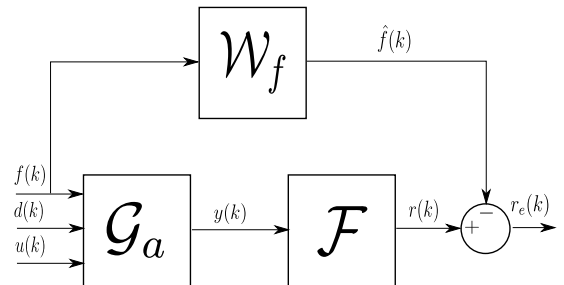 𝒲_f
f̂(k)
f(k)
d(k)
u(k)
𝒢_a
y(k)
ℱ
r(k)
+
−
r_e(k)